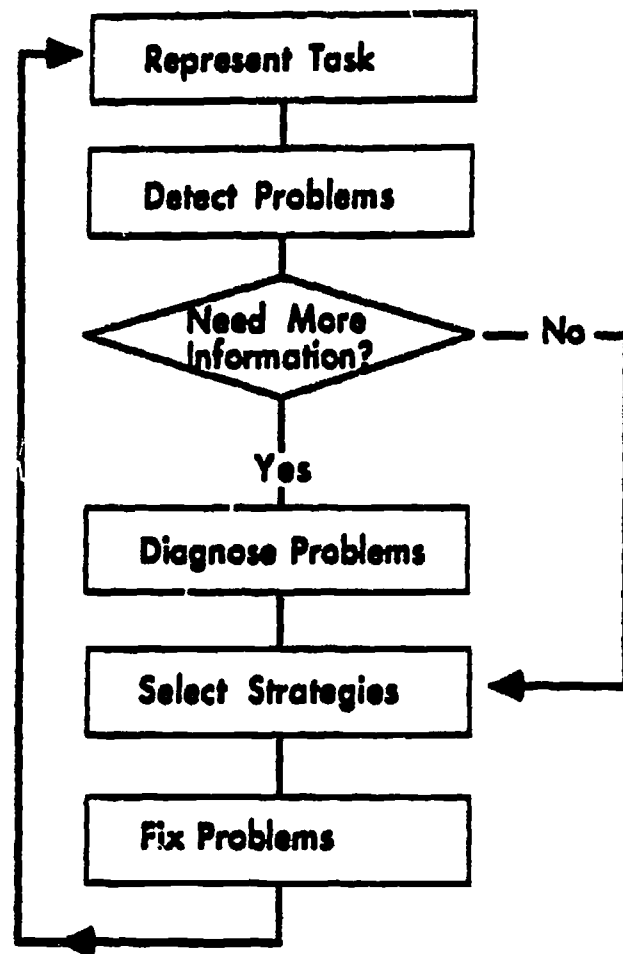 Represent Task
Detect Problems
Need More
Information?
No
Yes
Diagnose Problems
Select Strategies
Fix Problems